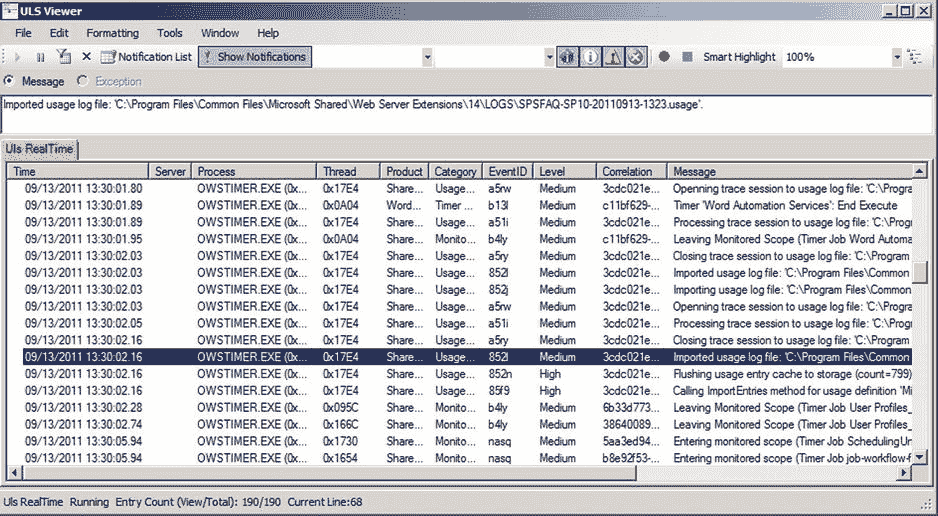 ULS Viewer
File Edit Formatting Tools Window Help
Notification List Show Notifications Smart Highlight 100%
Message Exception
Imported usage log file: 'C:\Program Files\Common Files\Microsoft Shared\Web Server Extensions\14\LOGS\SPSFAQ-SP10-20110913-1323.usage'.
Uls RealTime
Time Server Process Thread Product Category EventID Level Correlation Message
09/13/2011 13:30:01.80 OWSTIMER.EXE (0x... 0x17E4 Share... Usage... a5rw Medium 3cdc021e... Openning trace session to usage log file: 'C:\Progra
09/13/2011 13:30:01.89 OWSTIMER.EXE (0x... 0x0A04 Word... Timer ... b13l Medium c11bf629-... Timer 'Word Automation Services': End Execute
09/13/2011 13:30:01.89 OWSTIMER.EXE (0x... 0x17E4 Share... Usage... a51i Medium 3cdc021e... Processing trace session to usage log file: 'C:\Prog
09/13/2011 13:30:01.95 OWSTIMER.EXE (0x... 0x0A04 Share... Monito... b4ly Medium c11bf629-... Leaving Monitored Scope (Timer Job Word Automa
09/13/2011 13:30:02.03 OWSTIMER.EXE (0x... 0x17E4 Share... Usage... a5ry Medium 3cdc021e... Closing trace session to usage log file: 'C:\Program
09/13/2011 13:30:02.03 OWSTIMER.EXE (0x... 0x17E4 Share... Usage... 852l Medium 3cdc021e... Imported usage log file: 'C:\Program Files\Common
09/13/2011 13:30:02.03 OWSTIMER.EXE (0x... 0x17E4 Share... Usage... 852j Medium 3cdc021e... Importing usage log file: 'C:\Program Files\Common
09/13/2011 13:30:02.03 OWSTIMER.EXE (0x... 0x17E4 Share... Usage... a5rw Medium 3cdc021e... Openning trace session to usage log file: 'C:\Progra
09/13/2011 13:30:02.05 OWSTIMER.EXE (0x... 0x17E4 Share... Usage... a51i Medium 3cdc021e... Processing trace session to usage log file: 'C:\Prog
09/13/2011 13:30:02.16 OWSTIMER.EXE (0x... 0x17E4 Share... Usage... a5ry Medium 3cdc021e... Closing trace session to usage log file: 'C:\Program
09/13/2011 13:30:02.16 OWSTIMER.EXE (0x... 0x17E4 Share... Usage... 852l Medium 3cdc021e... Imported usage log file: 'C:\Program Files\Common
09/13/2011 13:30:02.16 OWSTIMER.EXE (0x... 0x17E4 Share... Usage... 852n High 3cdc021e... Flushing usage entry cache to storage (count=799)
09/13/2011 13:30:02.16 OWSTIMER.EXE (0x... 0x17E4 Share... Usage... 85f9 High 3cdc021e... Calling ImportEntries method for usage definition 'Mi
09/13/2011 13:30:02.28 OWSTIMER.EXE (0x... 0x095C Share... Monito... b4ly Medium 6b33d773... Leaving Monitored Scope (Timer Job User Profiles_
09/13/2011 13:30:02.74 OWSTIMER.EXE (0x... 0x166C Share... Monito... b4ly Medium 38640089... Leaving Monitored Scope (Timer Job User Profiles_
09/13/2011 13:30:05.94 OWSTIMER.EXE (0x... 0x1730 Share... Monito... nasq Medium 5aa3ed94... Entering monitored scope (Timer Job SchedulingUn
09/13/2011 13:30:05.94 OWSTIMER.EXE (0x... 0x1654 Share... Monito... nasq Medium b8e92f53-... Entering monitored scope (Timer Job job-workflow-f
Uls RealTime Running Entry Count (View/Total): 190/190 Current Line:68